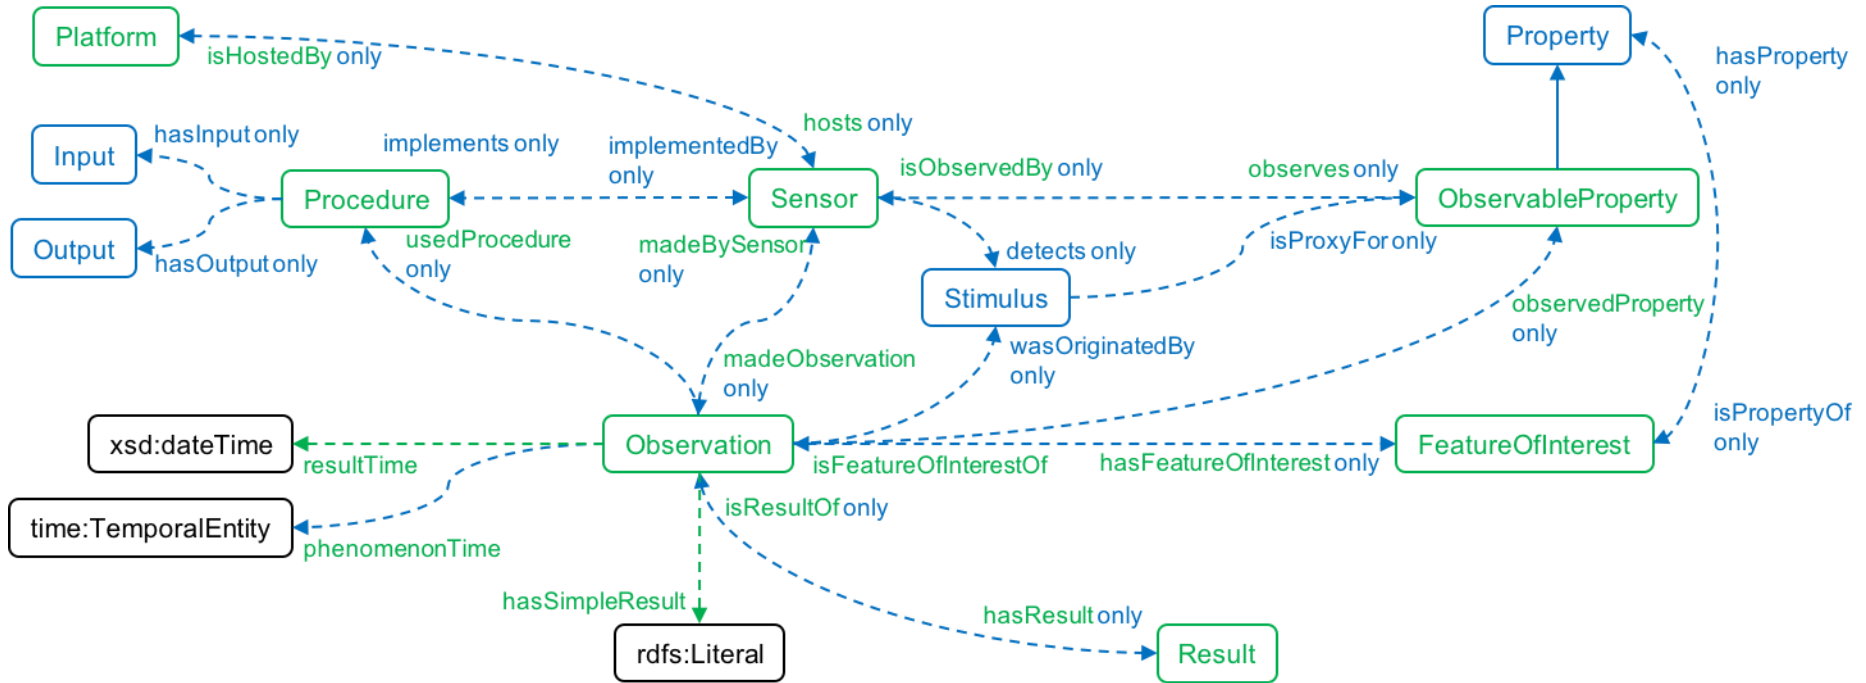 Platform
isHostedBy only
Property
hasProperty
only
hosts only
Input
hasInput only
implements only
implementedBy
only
isObservedBy only
observes only
Procedure
Sensor
ObservableProperty
Output
hasOutput only
usedProcedure
only
madeBySensor
only
detects only
isProxyFor only
Stimulus
observedProperty
only
wasOriginatedBy
only
madeObservation
only
isPropertyOf
only
xsd:dateTime
resultTime
Observation
isFeatureOfInterestOf
hasFeatureOfInterest only
FeatureOfInterest
time:TemporalEntity
phenomenonTime
isResultOf only
hasSimpleResult
hasResult only
rdfs:Literal
Result